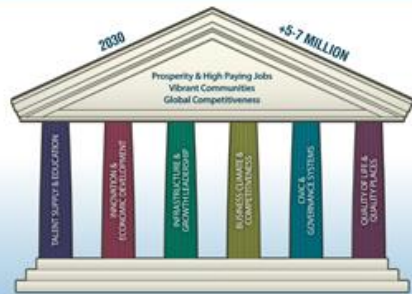 2030
+5-7 MILLION
Prosperity & High Paying Jobs
Vibrant Communities
Global Competitiveness
TALENT SUPPLY & EDUCATION
INNOVATION &
ECONOMIC DEVELOPMENT
INFRASTRUCTURE &
GROWTH LEADERSHIP
BUSINESS CLIMATE &
COMPETITIVENESS
CIVIC &
GOVERNANCE SYSTEMS
QUALITY OF LIFE &
QUALITY PLACES